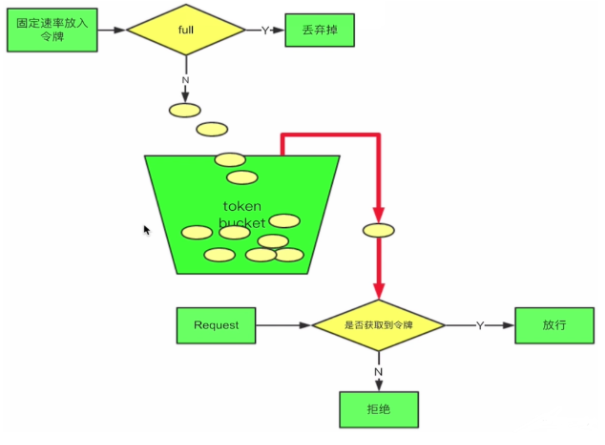 固定速率放入
令牌
full
Y
丢弃掉
N
token
bucket
Request
是否获取到令牌
Y
放行
N
拒绝